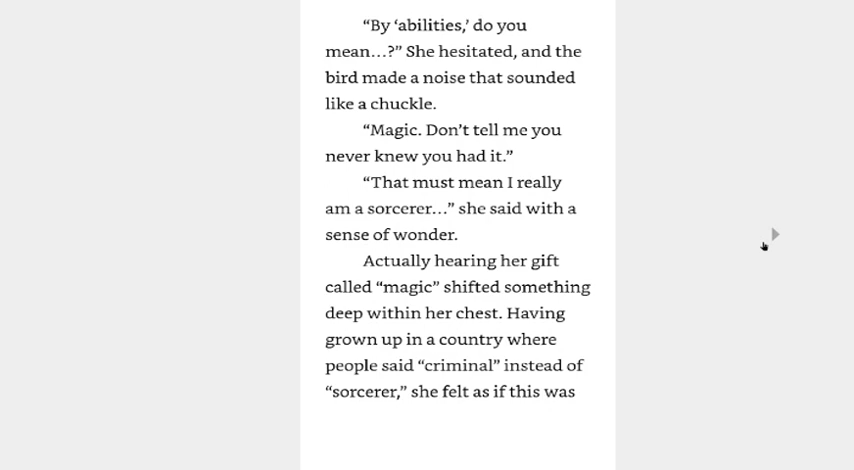 “By ‘abilities,’ do you
mean…?” She hesitated, and the
bird made a noise that sounded
like a chuckle.
“Magic. Don’t tell me you
never knew you had it.”
“That must mean I really
am a sorcerer…” she said with a
sense of wonder.
Actually hearing her gift
called “magic” shifted something
deep within her chest. Having
grown up in a country where
people said “criminal” instead of
“sorcerer,” she felt as if this was